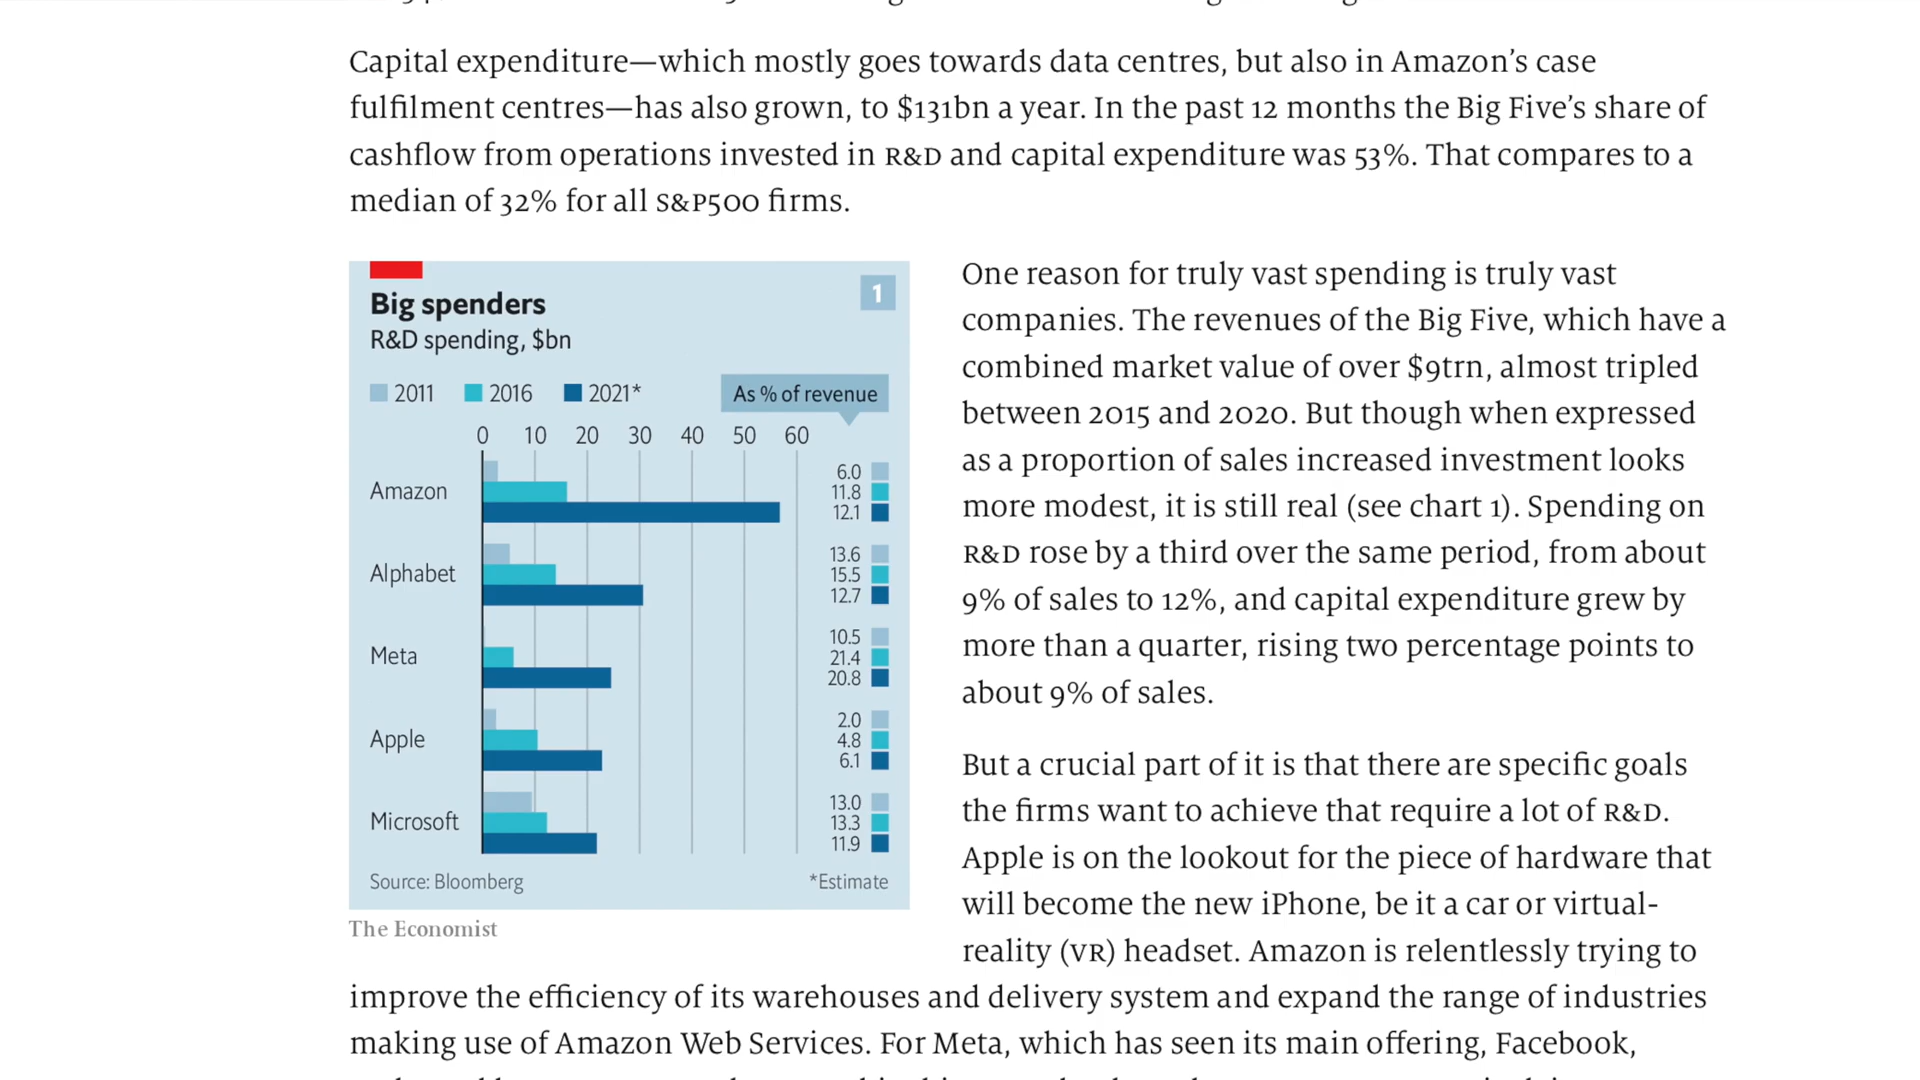 Capital expenditure—which mostly goes towards data centres, but also in Amazon’s case
fulfilment centres—has also grown, to $131bn a year. In the past 12 months the Big Five’s share of
cashflow from operations invested in R&D and capital expenditure was 53%. That compares to a
median of 32% for all S&P500 firms.
Big spenders
1
R&D spending, $bn
2011 2016 2021*
As % of revenue
0 10 20 30 40 50 60
Amazon
6.0
11.8
12.1
Alphabet
13.6
15.5
12.7
Meta
10.5
21.4
20.8
Apple
2.0
4.8
6.1
Microsoft
13.0
13.3
11.9
Source: Bloomberg
*Estimate
The Economist
One reason for truly vast spending is truly vast
companies. The revenues of the Big Five, which have a
combined market value of over $9trn, almost tripled
between 2015 and 2020. But though when expressed
as a proportion of sales increased investment looks
more modest, it is still real (see chart 1). Spending on
R&D rose by a third over the same period, from about
9% of sales to 12%, and capital expenditure grew by
more than a quarter, rising two percentage points to
about 9% of sales.
But a crucial part of it is that there are specific goals
the firms want to achieve that require a lot of R&D.
Apple is on the lookout for the piece of hardware that
will become the new iPhone, be it a car or virtual-
reality (VR) headset. Amazon is relentlessly trying to
improve the efficiency of its warehouses and delivery system and expand the range of industries
making use of Amazon Web Services. For Meta, which has seen its main offering, Facebook,